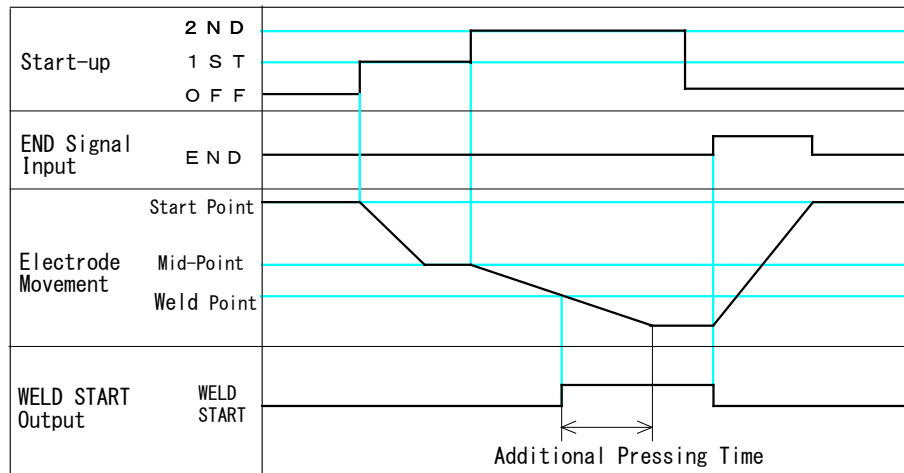 Start-up
２ＮＤ
１ＳＴ
ＯＦＦ
END Signal
Input
ＥＮＤ
Electrode
Movement
Start Point
Mid-Point
Weld Point
WELD START
Output
WELD
START
Additional Pressing Time